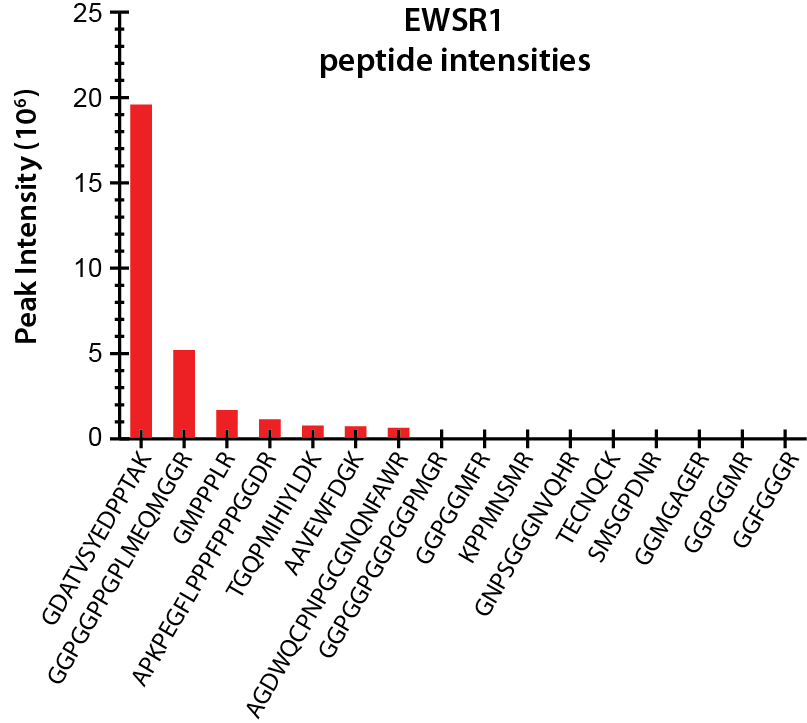 EWSR1
peptide intensities
Peak Intensity (10⁶)
25
20
15
10
5
0
GDATVSYEDPPTAK
GGPGGPPGPLMEQMGGR
GMPPPLR
APKPEGFLPPPFPPPGGDR
TGQPMIHIYLDK
AAVEWFDGK
AGDWQCPNPGCGNQNFAWR
GGPGGPGGPGGPMGR
GGPGGMFR
KPPMNSMR
GNPSGGGNVQHR
TECNQCK
SMSGPDNR
GGMGAGER
GGPGGMR
GGFGGGR